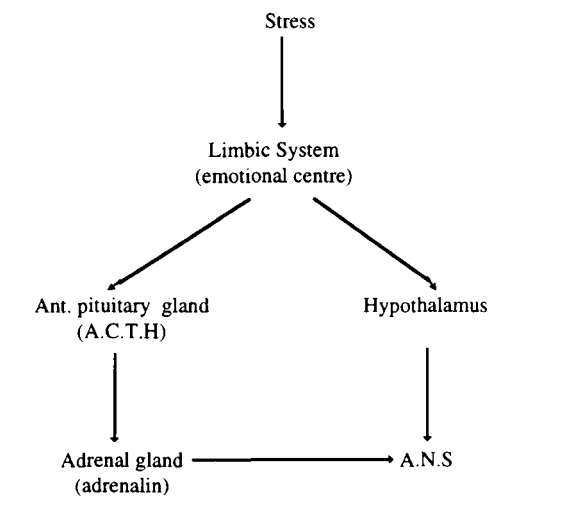 Stress
Limbic System
(emotional centre)
Ant. pituitary gland
(A.C.T.H)
Hypothalamus
Adrenal gland
(adrenalin)
A.N.S